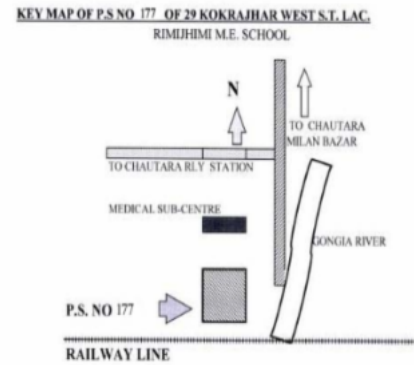 KEY MAP OF P.S NO 177 OF 29 KOKRAJHAR WEST S.T. LAC.
RIMIJHIMI M.E. SCHOOL
N
TO CHAUTARA
MILAN BAZAR
TO CHAUTARA RLY STATION
MEDICAL SUB-CENTRE
GONGIA RIVER
P.S. NO 177
RAILWAY LINE